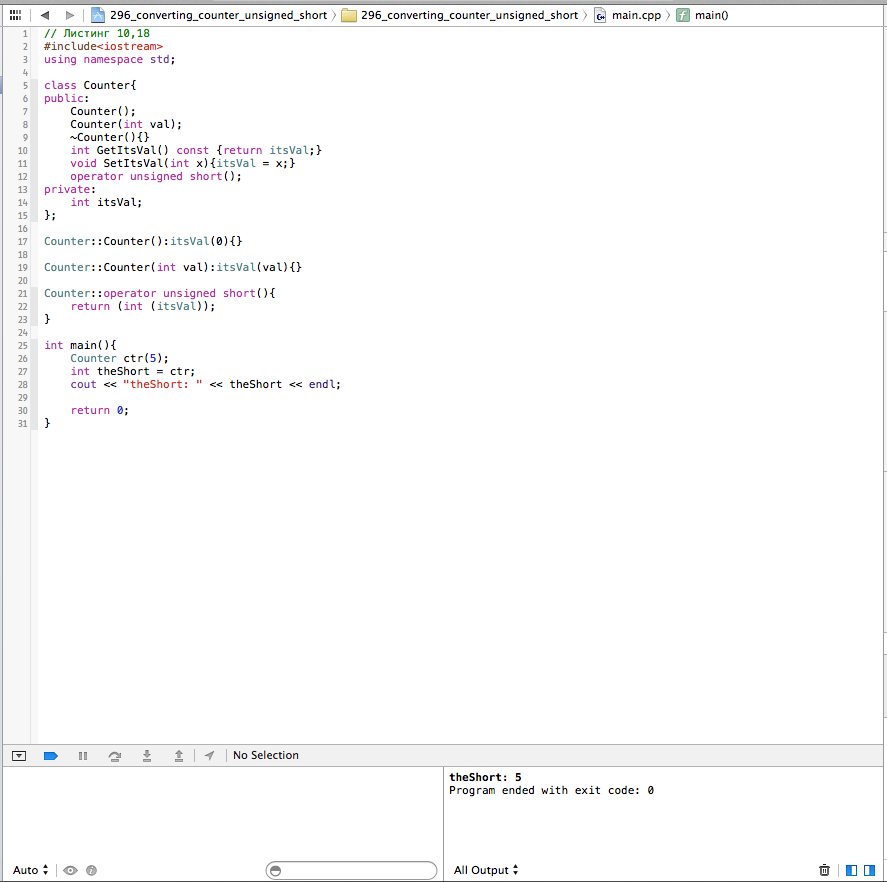 296_converting_counter_unsigned_short 296_converting_counter_unsigned_short main.cpp main()
1 // Листинг 10,18
2 #include<iostream>
3 using namespace std;
4
5 class Counter{
6 public:
7     Counter();
8     Counter(int val);
9     ~Counter(){}
10     int GetItsVal() const {return itsVal;}
11     void SetItsVal(int x){itsVal = x;}
12     operator unsigned short();
13 private:
14     int itsVal;
15 };
16
17 Counter::Counter():itsVal(0){}
18
19 Counter::Counter(int val):itsVal(val){}
20
21 Counter::operator unsigned short(){
22     return (int (itsVal));
23 }
24
25 int main(){
26     Counter ctr(5);
27     int theShort = ctr;
28     cout << "theShort: " << theShort << endl;
29
30     return 0;
31 }
No Selection
theShort: 5
Program ended with exit code: 0
Auto
All Output